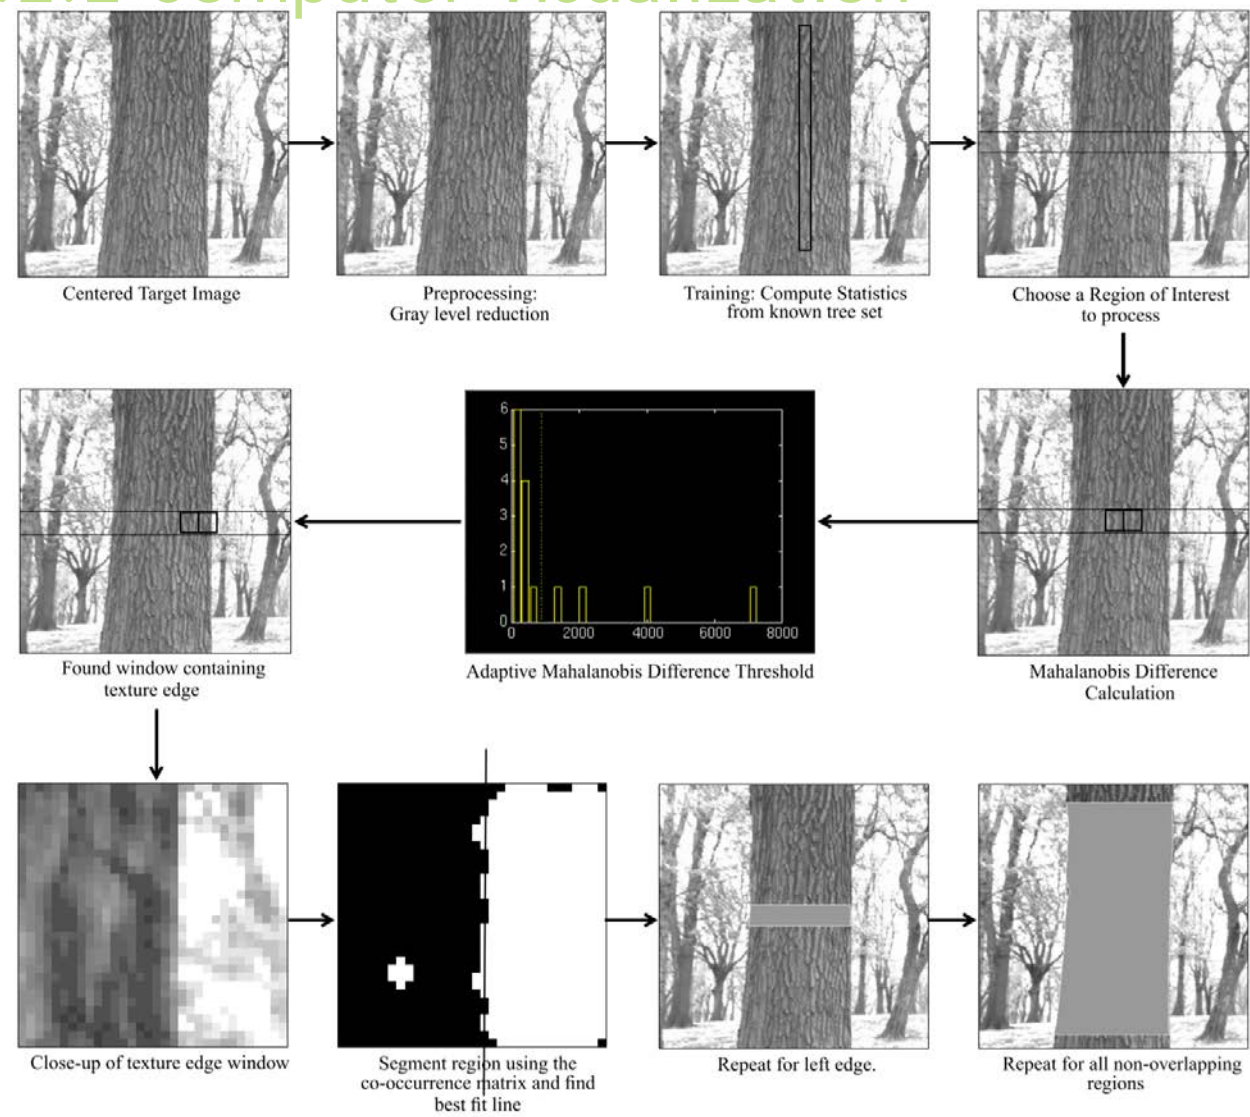 computer visualization
Centered Target Image
Preprocessing:
Gray level reduction
Training: Compute Statistics
from known tree set
Choose a Region of Interest
to process
6
5
4
3
2
1
0
0 2000 4000 6000 8000
Found window containing
texture edge
Adaptive Mahalanobis Difference Threshold
Mahalanobis Difference
Calculation
Close-up of texture edge window
Segment region using the
co-occurrence matrix and find
best fit line
Repeat for left edge.
Repeat for all non-overlapping
regions